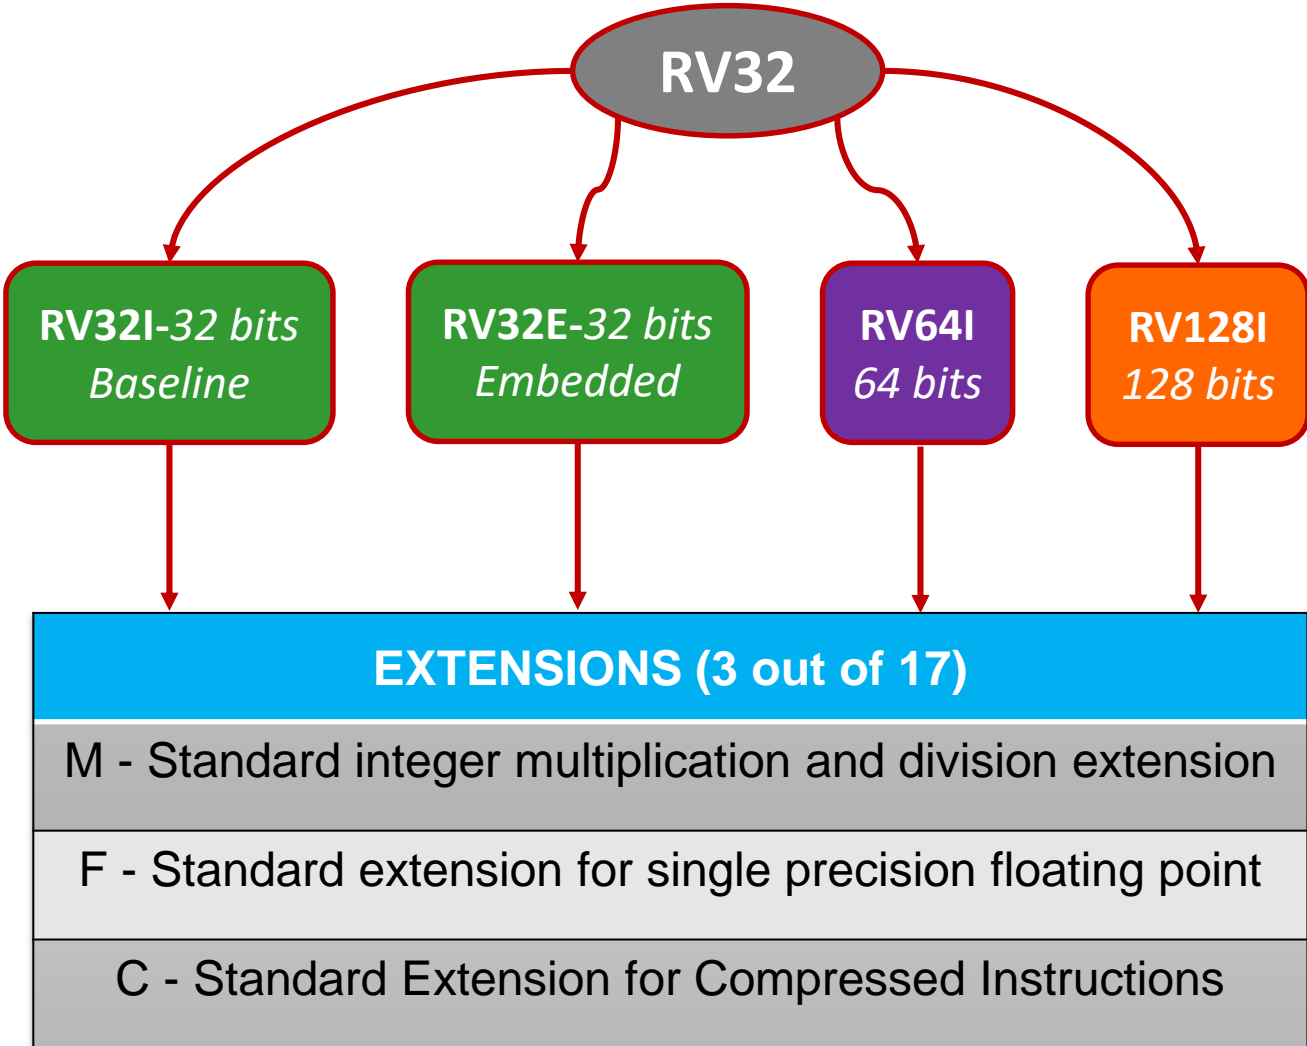 RV32
RV32I-32 bits
Baseline
RV32E-32 bits
Embedded
RV64I
64 bits
RV128I
128 bits
EXTENSIONS (3 out of 17)
M - Standard integer multiplication and division extension
F - Standard extension for single precision floating point
C - Standard Extension for Compressed Instructions